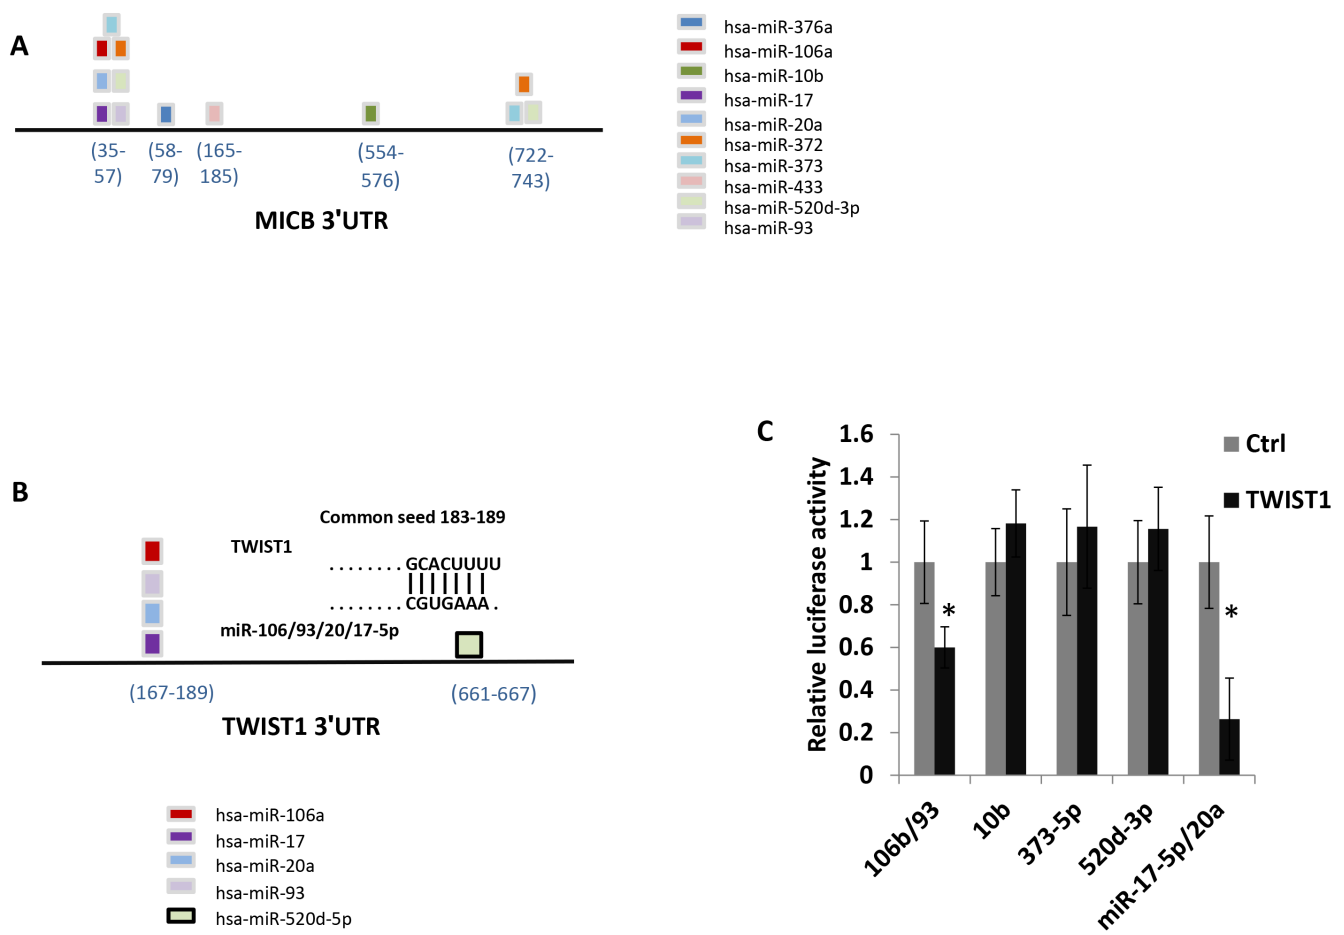 A
(35-
57)
(58-
79)
(165-
185)
(554-
576)
(722-
743)
MICB 3'UTR
hsa-miR-376a
hsa-miR-106a
hsa-miR-10b
hsa-miR-17
hsa-miR-20a
hsa-miR-372
hsa-miR-373
hsa-miR-433
hsa-miR-520d-3p
hsa-miR-93
B
Common seed 183-189
TWIST1
........GCACUUUU
........CGUGAAA.
miR-106/93/20/17-5p
(167-189)
(661-667)
TWIST1 3'UTR
hsa-miR-106a
hsa-miR-17
hsa-miR-20a
hsa-miR-93
hsa-miR-520d-5p
C
Relative luciferase activity
1.6
1.4
1.2
1
0.8
0.6
0.4
0.2
0
*
*
Ctrl
TWIST1
106b/93
10b
373-5p
520d-3p
miR-17-5p/20a